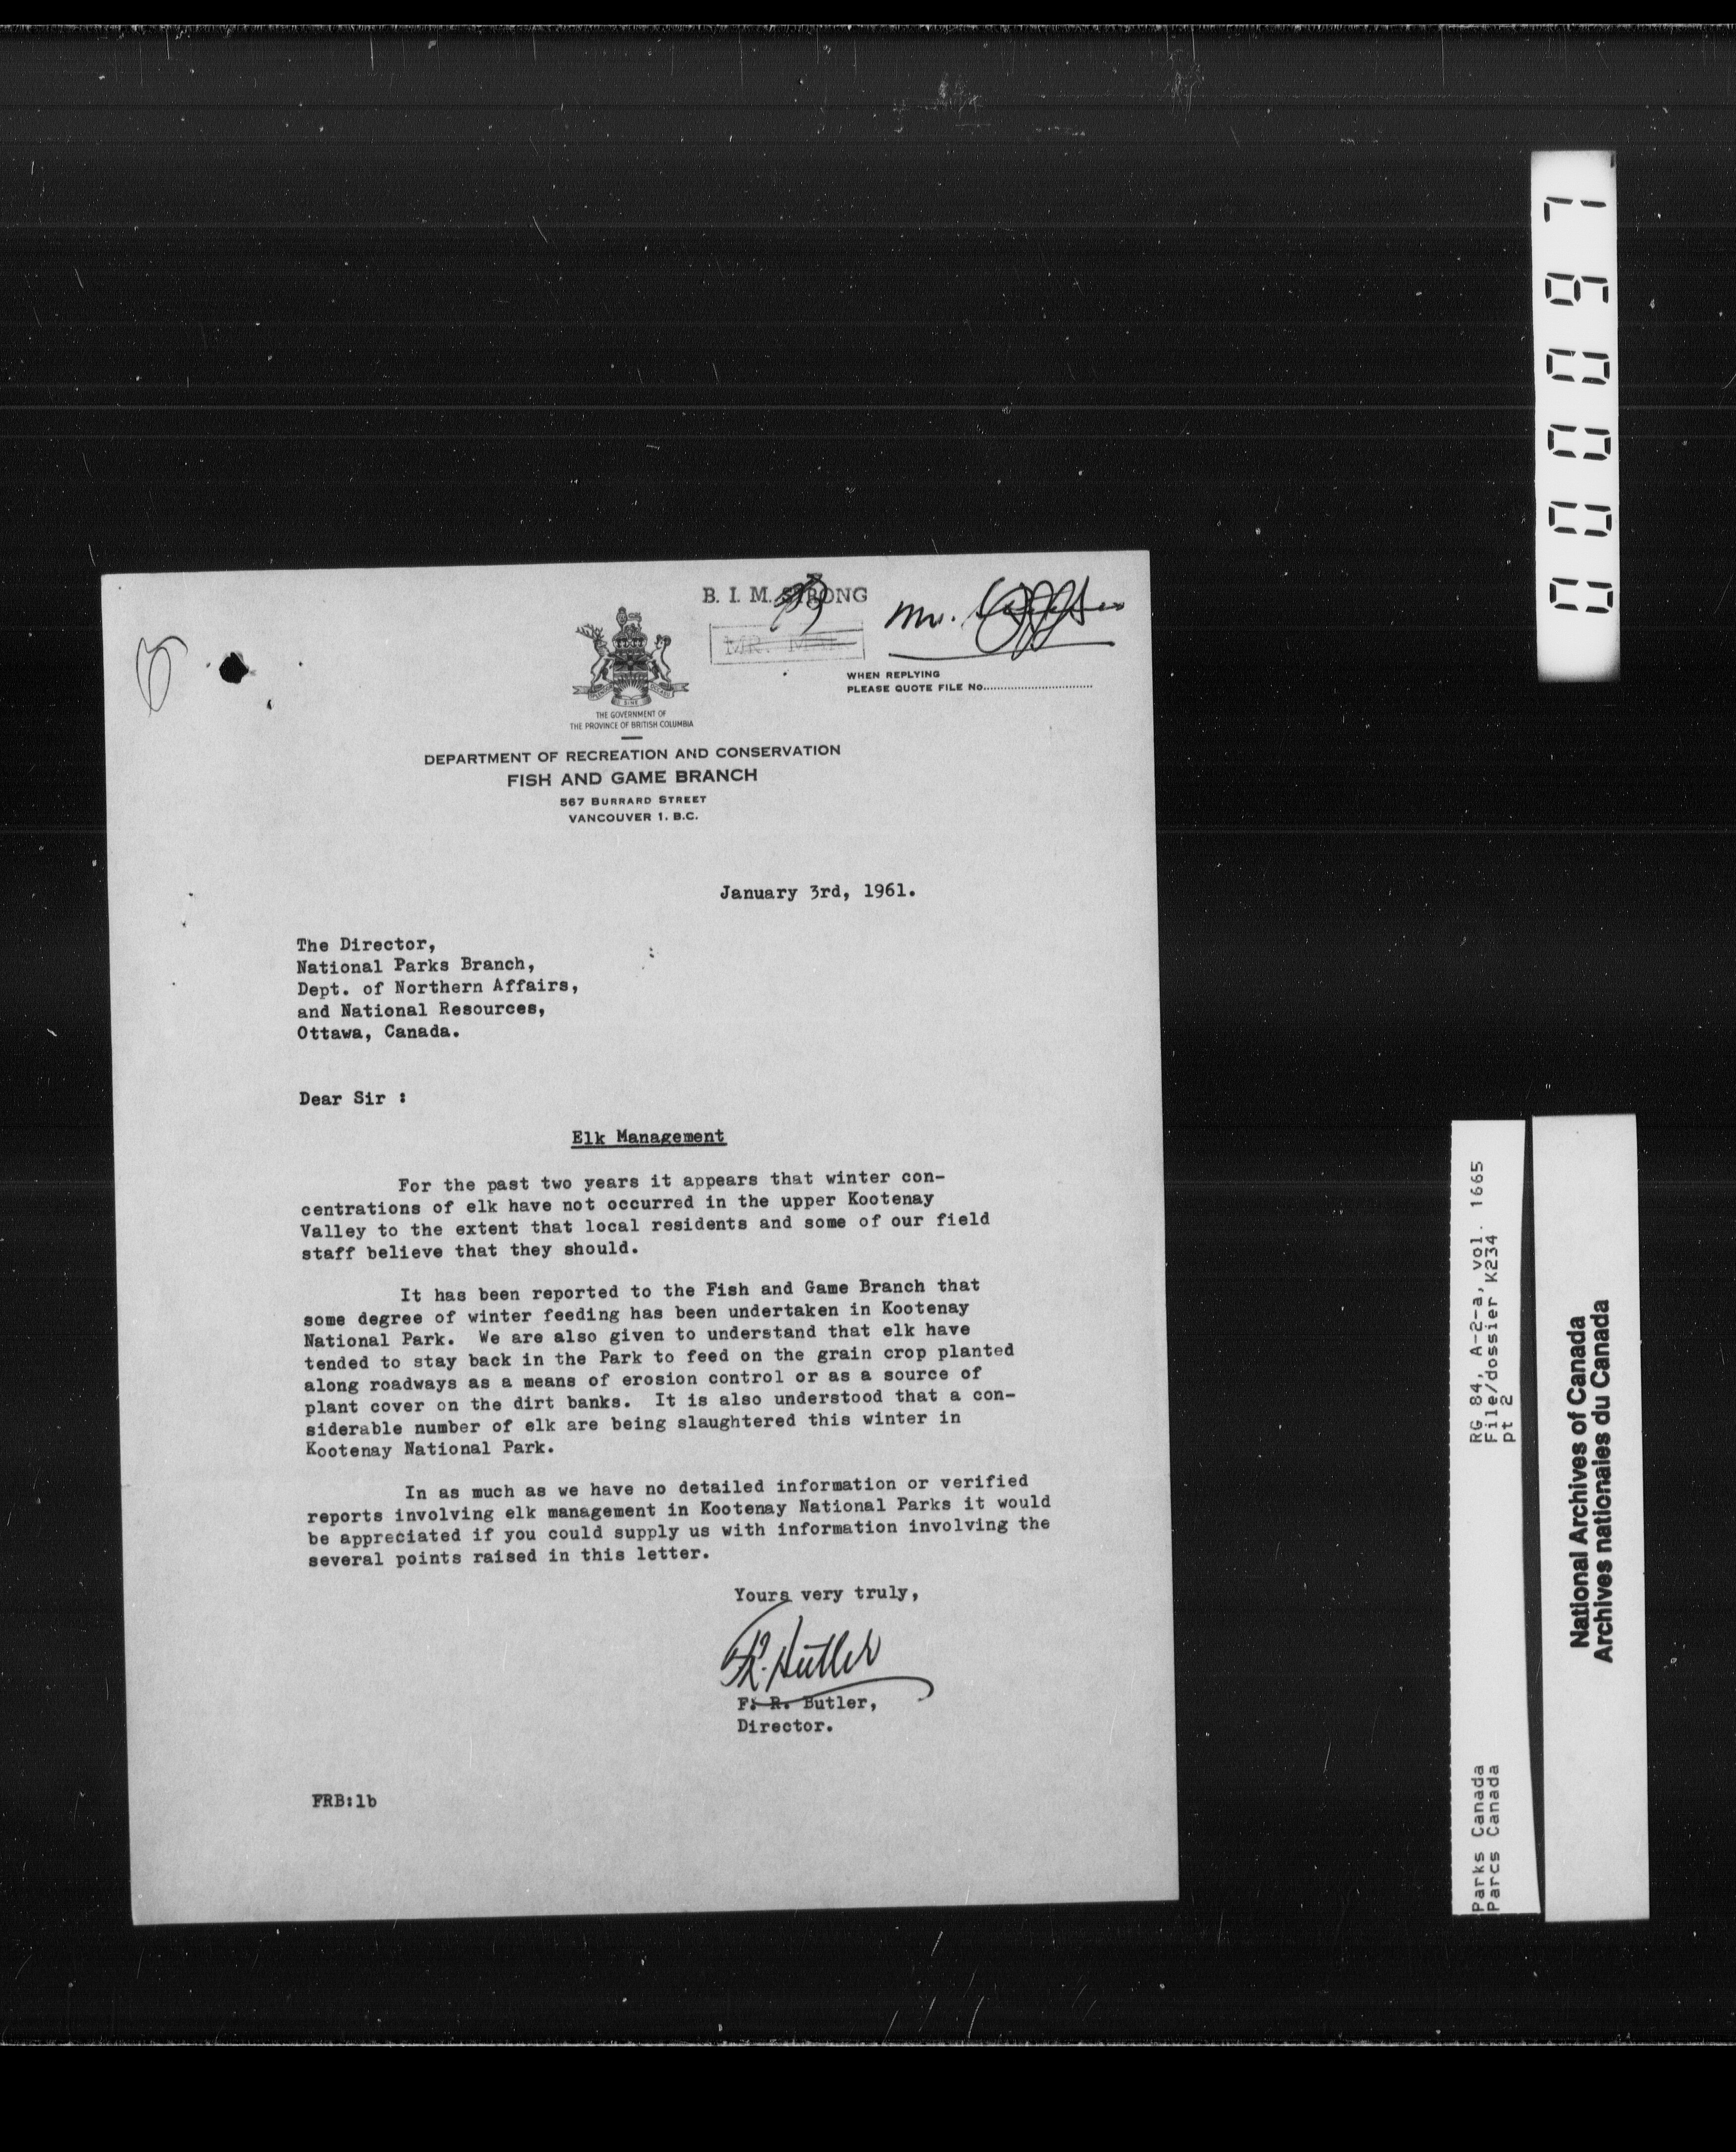 B. I. M. STRONG
Mr.
MR.
WHEN REPLYING
PLEASE QUOTE FILE No.
THE GOVERNMENT OF
THE PROVINCE OF BRITISH COLUMBIA
DEPARTMENT OF RECREATION AND CONSERVATION
FISH AND GAME BRANCH
567 BURRARD STREET
VANCOUVER 1, B.C.
January 3rd, 1961.
The Director,
National Parks Branch,
Dept. of Northern Affairs,
and National Resources,
Ottawa, Canada.
Dear Sir :
Elk Management
For the past two years it appears that winter con-
centrations of elk have not occurred in the upper Kootenay
Valley to the extent that local residents and some of our field
staff believe that they should.
It has been reported to the Fish and Game Branch that
some degree of winter feeding has been undertaken in Kootenay
National Park. We are also given to understand that elk have
tended to stay back in the Park to feed on the grain crop planted
along roadways as a means of erosion control or as a source of
plant cover on the dirt banks. It is also understood that a con-
siderable number of elk are being slaughtered this winter in
Kootenay National Park.
In as much as we have no detailed information or verified
reports involving elk management in Kootenay National Parks it would
be appreciated if you could supply us with information involving the
several points raised in this letter.
Yours very truly,
F. R. Butler,
Director.
FRB:lb
Parks Canada
Parcs Canada
RG 84, A-2-a, vol. 1665
File/dossier K234
pt 2
National Archives of Canada
Archives nationales du Canada